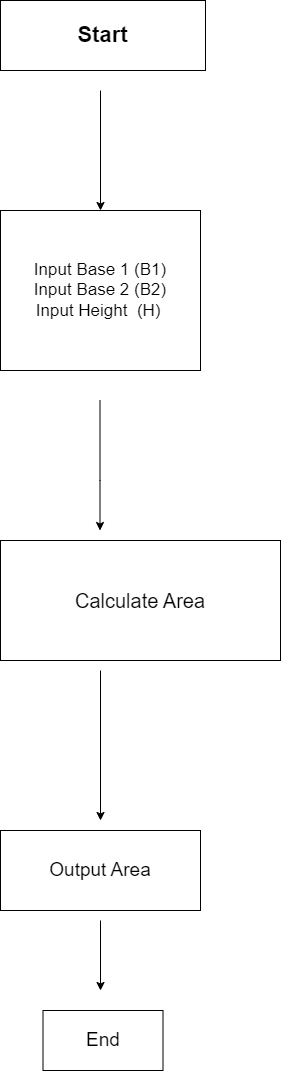 Start
Input Base 1 (B1)
Input Base 2 (B2)
Input Height (H)
Calculate Area
Output Area
End